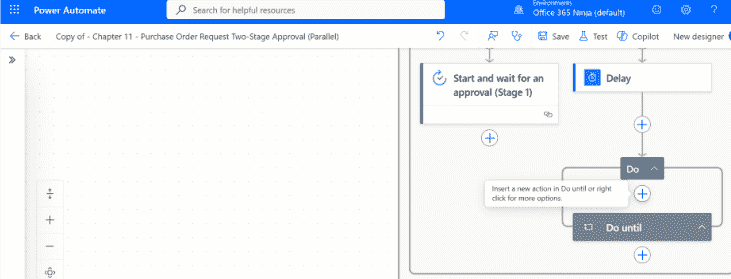 Power Automate
Search for helpful resources
Environments
Office 365 Ninja (default)
Back
Copy of - Chapter 11 - Purchase Order Request Two-Stage Approval (Parallel)
Save
Test
Copilot
New designer
Start and wait for an
approval (Stage 1)
Delay
Do
Insert a new action in Do until or right
click for more options.
Do until